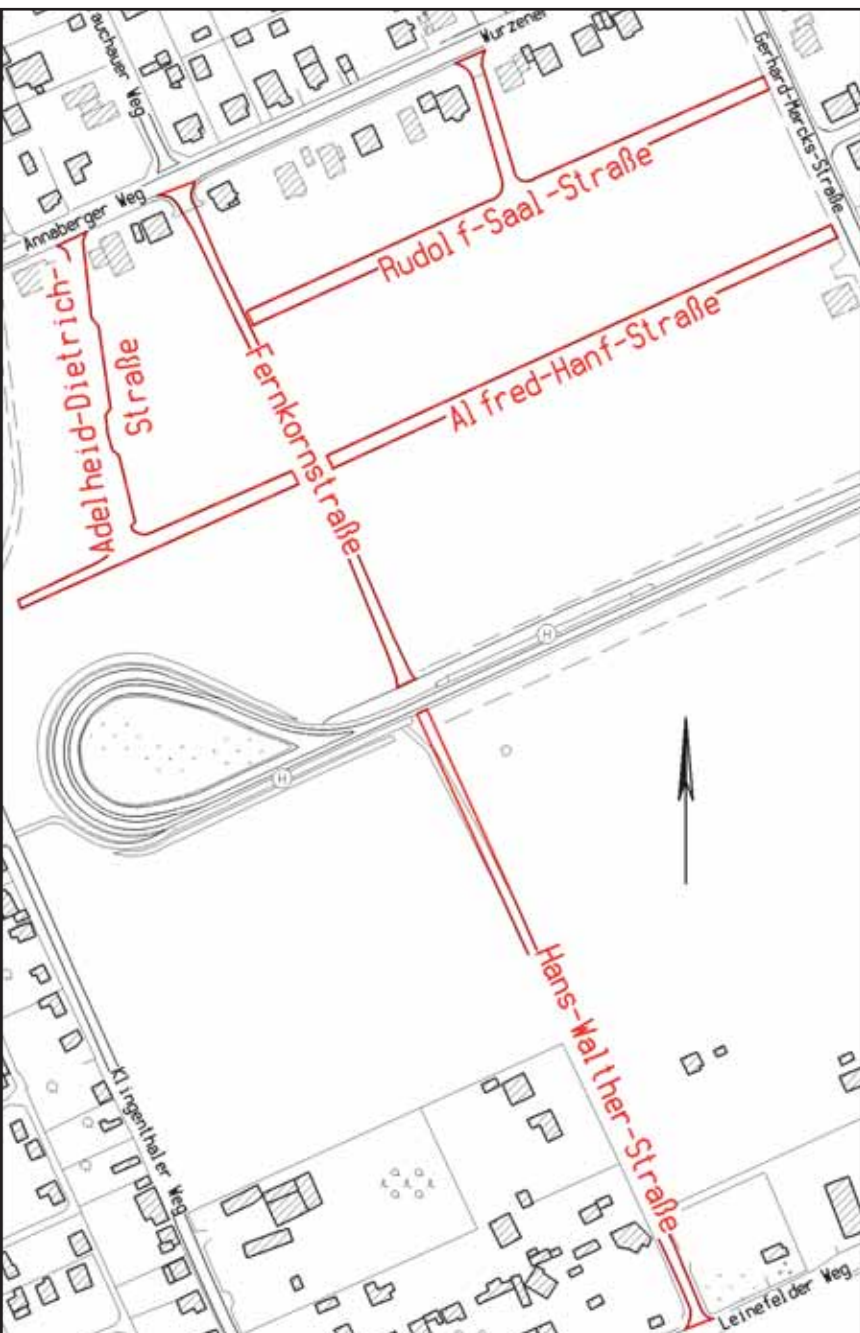 auchauer Weg
Wurzener
Gerhard-Marcks-Straße
Annaberger Weg
Rudolf-Saal-Straße
Adelheid-Dietrich-
Straße
Fernkornstraße
Alfred-Hanf-Straße
H
H
Hans-Walther-Straße
Klingenthaler Weg
Leinefelder Weg